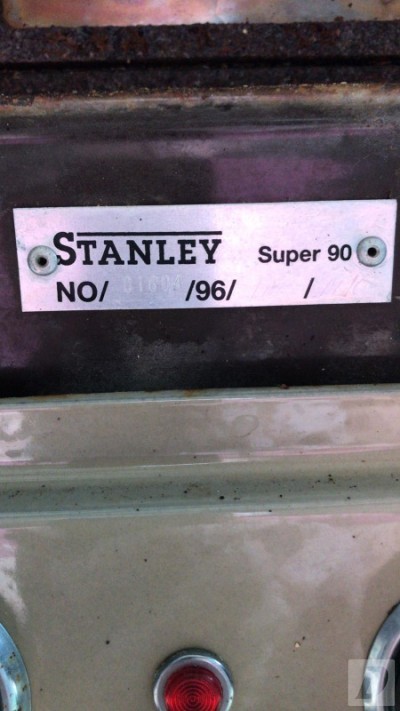 STANLEY Super 90
NO/ /96/ /